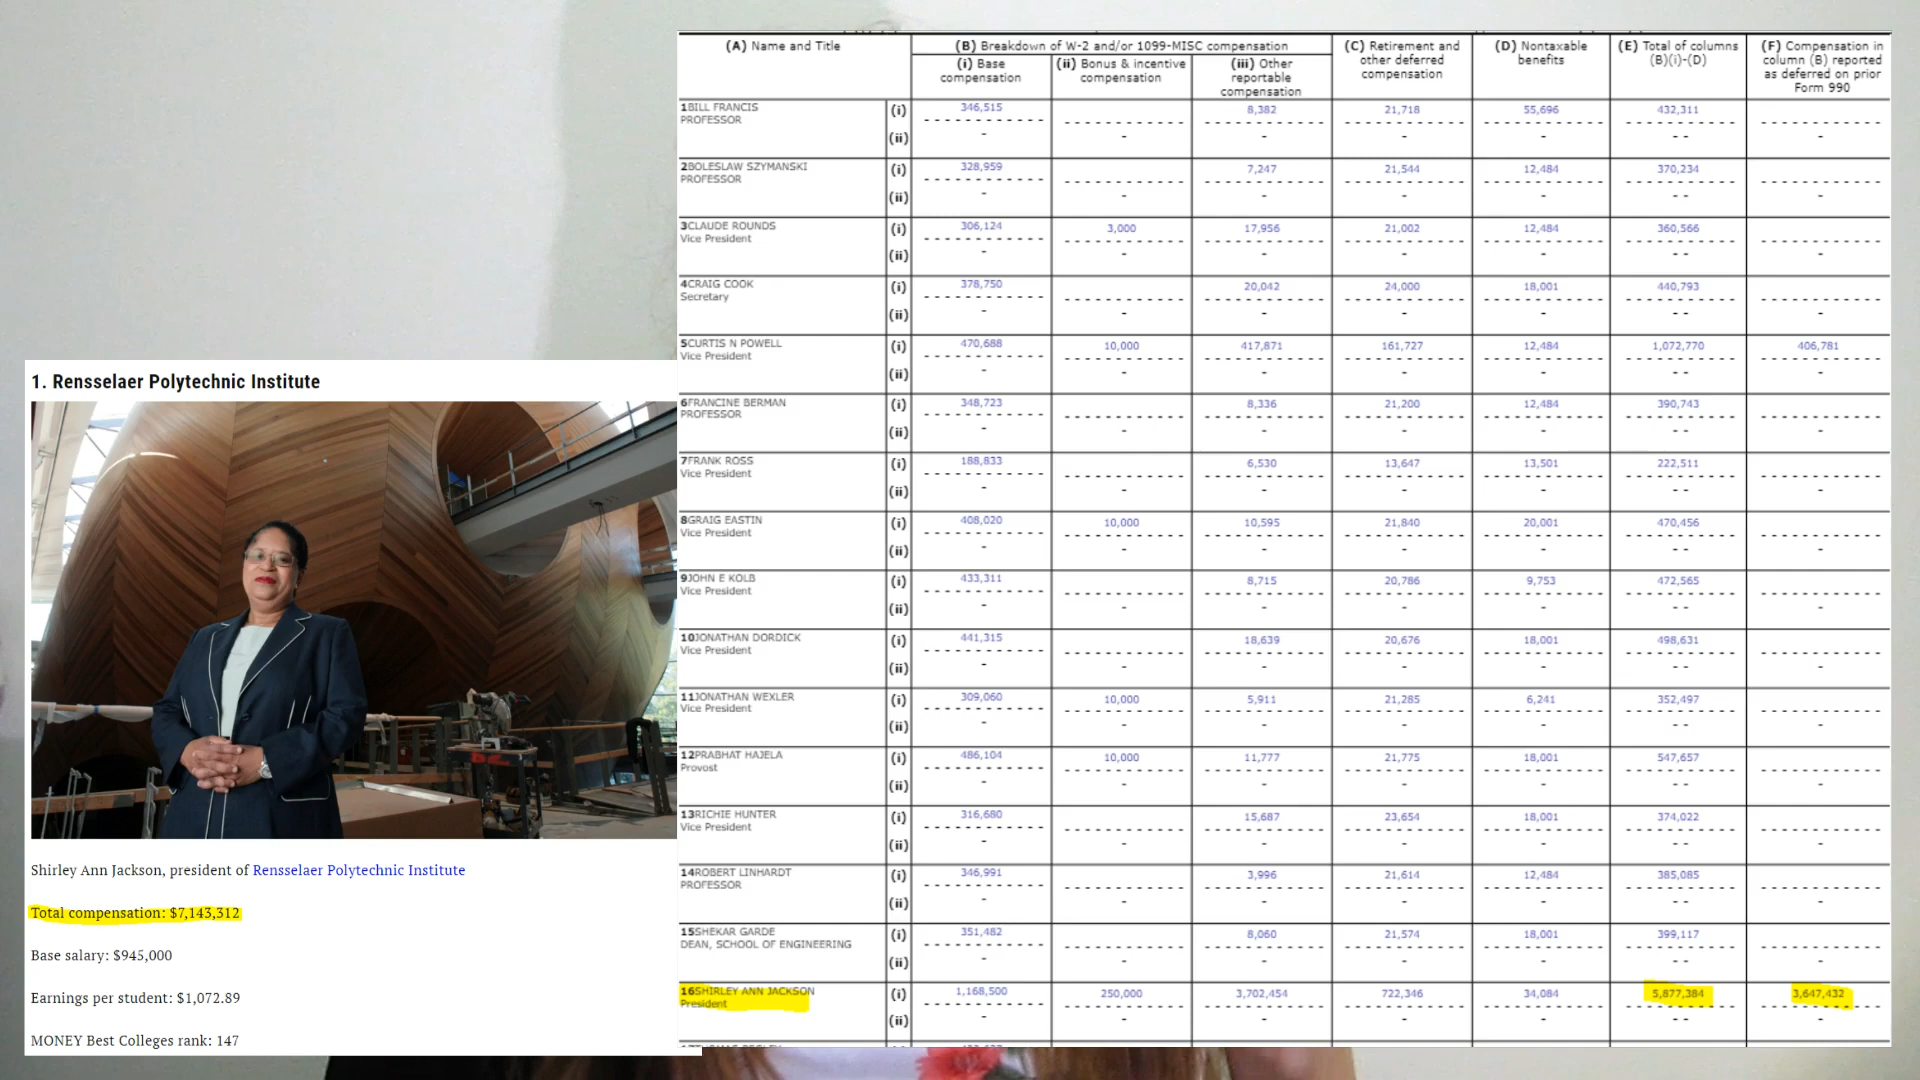 1. Rensselaer Polytechnic Institute
Shirley Ann Jackson, president of Rensselaer Polytechnic Institute
Total compensation: $7,143,312
Base salary: $945,000
Earnings per student: $1,072.89
MONEY Best Colleges rank: 147
(A) Name and Title (B) Breakdown of W-2 and/or 1099-MISC compensation (C) Retirement and other deferred compensation (D) Nontaxable benefits (E) Total of columns (B)(i)-(D) (F) Compensation in column (B) reported as deferred on prior Form 990
(i) Base compensation (ii) Bonus & incentive compensation (iii) Other reportable compensation
1BILL FRANCIS (i) 346,515 8,382 21,718 55,696 432,311
PROFESSOR
(ii) - - - - - - -
2BOLESLAW SZYMANSKI (i) 328,959 7,247 21,544 12,484 370,234
PROFESSOR
(ii) - - - - - - -
3CLAUDE ROUNDS (i) 306,124 3,000 17,956 21,002 12,484 360,566
Vice President
(ii) - - - - - - -
4CRAIG COOK (i) 378,750 20,042 24,000 18,001 440,793
Secretary
(ii) - - - - - - -
5CURTIS N POWELL (i) 470,688 10,000 417,871 161,727 12,484 1,072,770 406,781
Vice President
(ii) - - - - - - -
6FRANCINE BERMAN (i) 348,723 8,336 21,200 12,484 390,743
PROFESSOR
(ii) - - - - - - -
7FRANK ROSS (i) 188,833 6,530 13,647 13,501 222,511
Vice President
(ii) - - - - - - -
8GRAIG EASTIN (i) 408,020 10,000 10,595 21,840 20,001 470,456
Vice President
(ii) - - - - - - -
9JOHN E KOLB (i) 433,311 8,715 20,786 9,753 472,565
Vice President
(ii) - - - - - - -
10JONATHAN DORDICK (i) 441,315 18,639 20,676 18,001 498,631
Vice President
(ii) - - - - - - -
11JONATHAN WEXLER (i) 309,060 10,000 5,911 21,285 6,241 352,497
Vice President
(ii) - - - - - - -
12PRABHAT HAJELA (i) 486,104 10,000 11,777 21,775 18,001 547,657
Provost
(ii) - - - - - - -
13RICHIE HUNTER (i) 316,680 15,687 23,654 18,001 374,022
Vice President
(ii) - - - - - - -
14ROBERT LINHARDT (i) 346,991 3,996 21,614 12,484 385,085
PROFESSOR
(ii) - - - - - - -
15SHEKAR GARDE (i) 351,482 8,060 21,574 18,001 399,117
DEAN, SCHOOL OF ENGINEERING
(ii) - - - - - - -
16SHIRLEY ANN JACKSON (i) 1,168,500 250,000 3,702,454 722,346 34,084 5,877,384 3,647,432
President
(ii) - - - - - - -